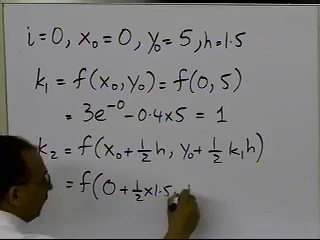 i=0, x₀=0, y₀=5, h=1.5
k₁ = f(x₀, y₀) = f(0, 5)
= 3e⁻⁰ - 0.4×5 = 1
k₂ = f(x₀ + ½h, y₀ + ½k₁h)
= f(0 + ½×1.5,